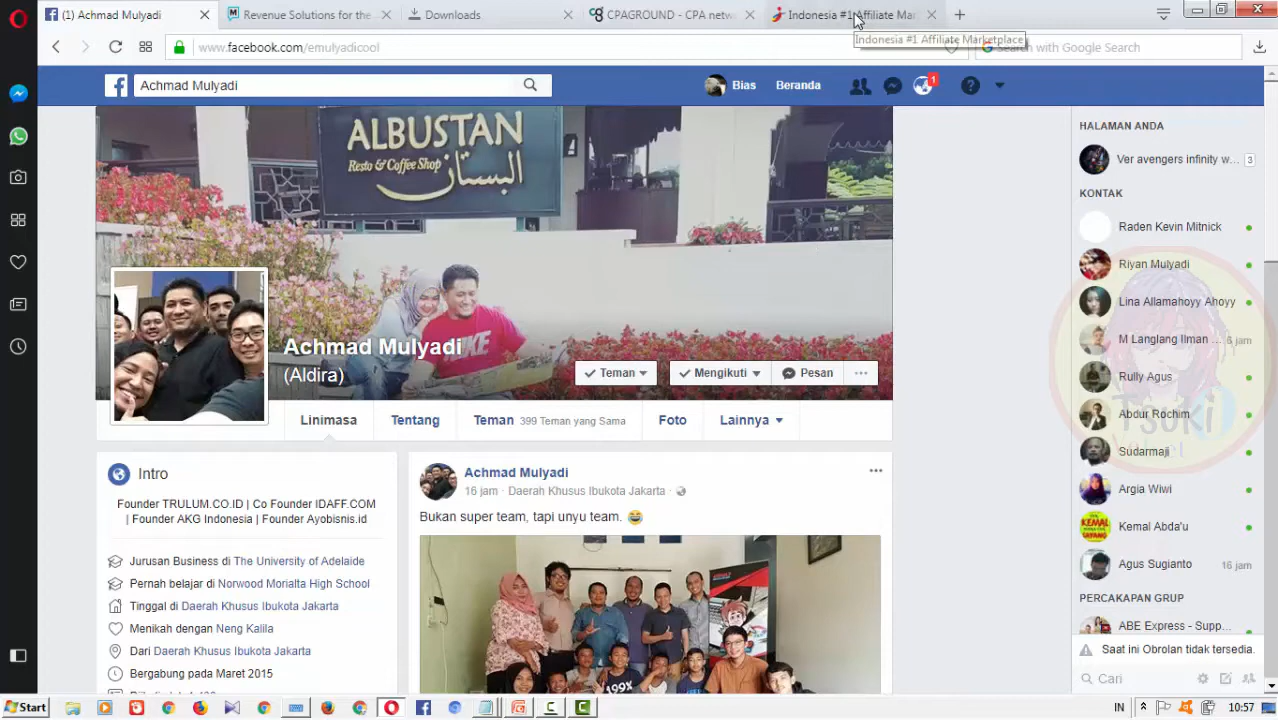 (1) Achmad Mulyadi
Revenue Solutions for the
Downloads
CPAGROUND - CPA netw
Indonesia #1 Affiliate Mar
www.facebook.com/emulyadicool
Indonesia #1 Affiliate Marketplace
Search with Google Search
Achmad Mulyadi
Bias
Beranda
1
ALBUSTAN
Resto & Coffee Shop
البستان
Achmad Mulyadi
(Aldira)
Teman
Mengikuti
Pesan
Linimasa
Tentang
Teman 399 Teman yang Sama
Foto
Lainnya
Intro
Founder TRULUM.CO.ID | Co Founder IDAFF.COM
| Founder AKG Indonesia | Founder Ayobisnis.id
Jurusan Business di The University of Adelaide
Pernah belajar di Norwood Morialta High School
Tinggal di Daerah Khusus Ibukota Jakarta
Menikah dengan Neng Kalila
Dari Daerah Khusus Ibukota Jakarta
Bergabung pada Maret 2015
Achmad Mulyadi
16 jam · Daerah Khusus Ibukota Jakarta ·
Bukan super team, tapi unyu team. 😂
HALAMAN ANDA
Ver avengers infinity w... 3
KONTAK
Raden Kevin Mitnick
Riyan Mulyadi
Lina Allamahoyy Ahoyy
M Langlang Ilman ... 6 jam
Rully Agus
Abdur Rochim
Sudarmaji
Argia Wiwi
Kemal Abda'u
Agus Sugianto 16 jam
PERCAKAPAN GRUP
ABE Express - Supp...
Saat ini Obrolan tidak tersedia.
Cari
Tsuki
Start
IN
10:57